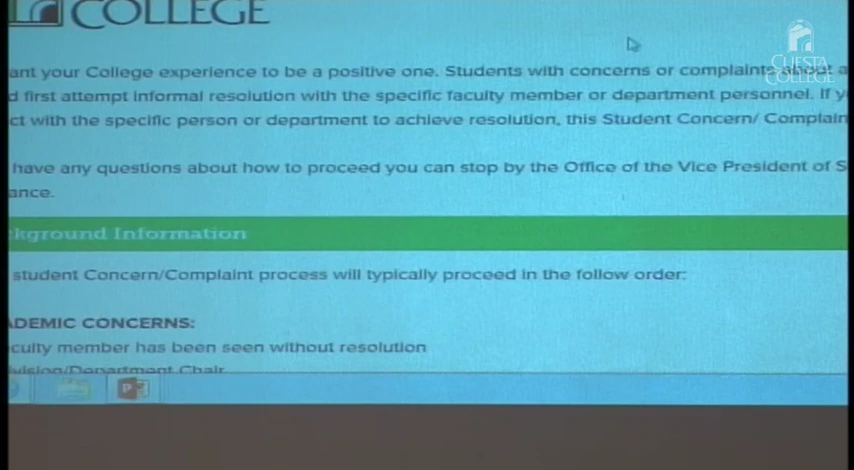 COLLEGE
CUESTA
COLLEGE
ant your College experience to be a positive one. Students with concerns or complaints about a
d first attempt informal resolution with the specific faculty member or department personnel. If y
ct with the specific person or department to achieve resolution, this Student Concern/ Complain
have any questions about how to proceed you can stop by the Office of the Vice President of S
ance.
kground Information
student Concern/Complaint process will typically proceed in the follow order:
ADEMIC CONCERNS:
culty member has been seen without resolution
vision/Department Chair